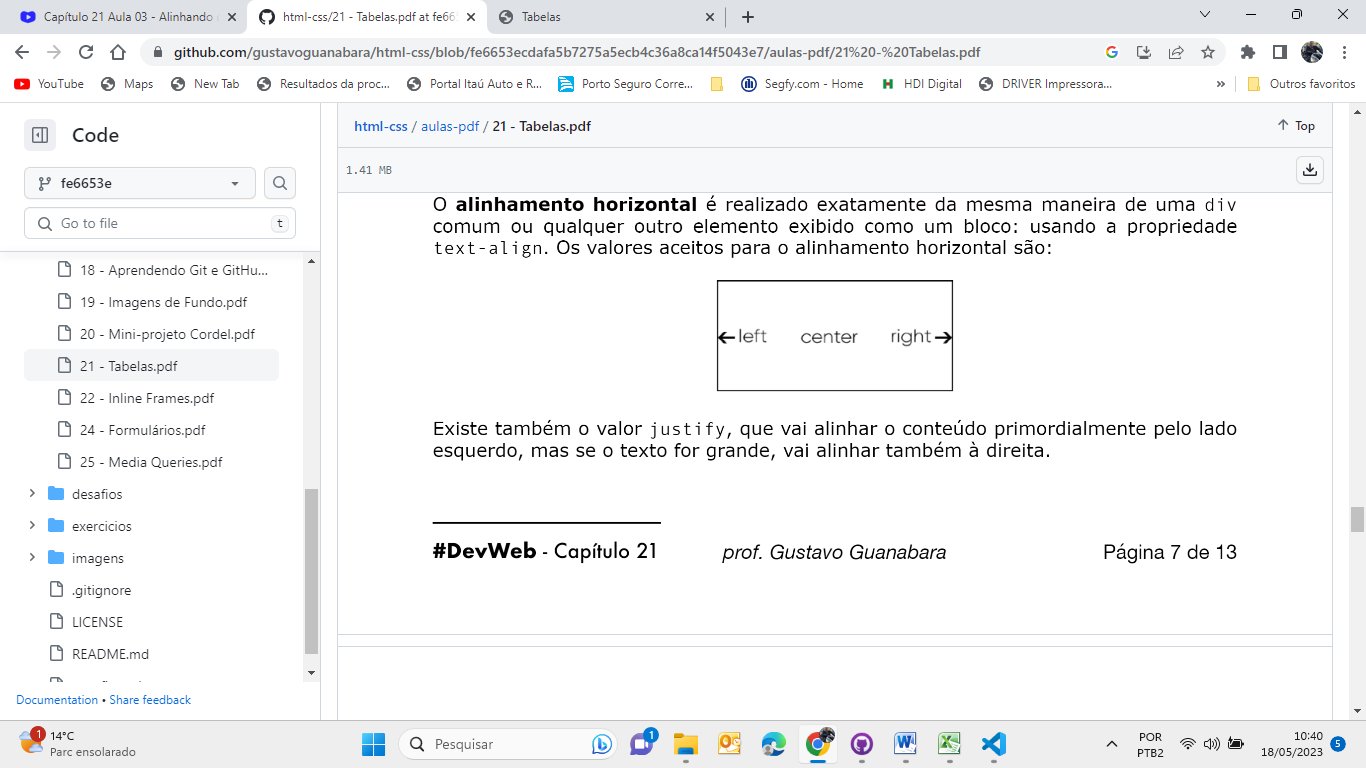 Capítulo 21 Aula 03 - Alinhando
html-css/21 - Tabelas.pdf at fe665
Tabelas
github.com/gustavoguanabara/html-css/blob/fe6653ecdafa5b7275a5ecb4c36a8ca14f5043e7/aulas-pdf/21%20-%20Tabelas.pdf
YouTube
Maps
New Tab
Resultados da proc...
Portal Itaú Auto e R...
Porto Seguro Corre...
Segfy.com - Home
HDI Digital
DRIVER Impressora...
»
Outros favoritos
Code
fe6653e
Go to file
t
18 - Aprendendo Git e GitHu...
19 - Imagens de Fundo.pdf
20 - Mini-projeto Cordel.pdf
21 - Tabelas.pdf
22 - Inline Frames.pdf
24 - Formulários.pdf
25 - Media Queries.pdf
desafios
exercicios
imagens
.gitignore
LICENSE
README.md
Documentation • Share feedback
html-css / aulas-pdf / 21 - Tabelas.pdf
Top
1.41 MB
O alinhamento horizontal é realizado exatamente da mesma maneira de uma div
comum ou qualquer outro elemento exibido como um bloco: usando a propriedade
text-align. Os valores aceitos para o alinhamento horizontal são:
left center right
Existe também o valor justify, que vai alinhar o conteúdo primordialmente pelo lado
esquerdo, mas se o texto for grande, vai alinhar também à direita.
#DevWeb - Capítulo 21 prof. Gustavo Guanabara Página 7 de 13
1
14°C
Parc ensolarado
Pesquisar
1
POR
PTB2
10:40
18/05/2023
5